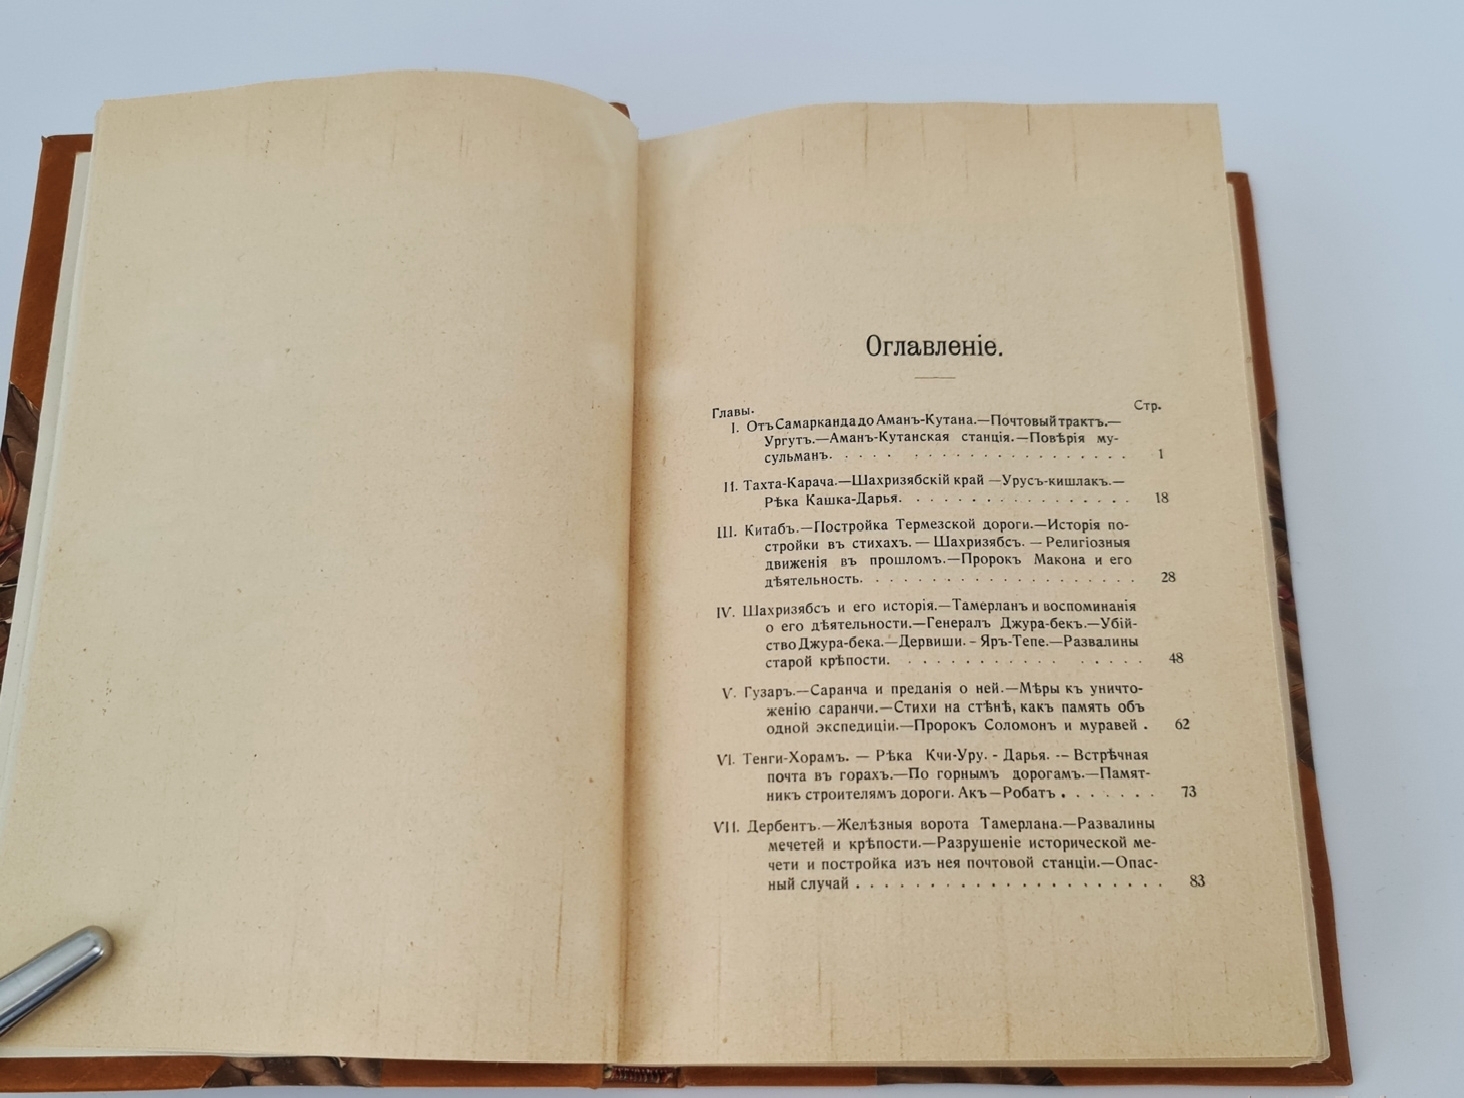 Оглавленіе.
Главы.
Стр.
I. Отъ Самарканда до Аманъ-Кутана.—Почтовый трактъ.—
Ургутъ.—Аманъ-Кутанская станція.—Повѣрія му-
сульманъ. . . . . . . . . . . . . . . . . . 1
II. Тахта-Карача.—Шахризябскій край —Урусъ-кишлакъ.—
Рѣка Кашка-Дарья. . . . . . . . . . . . . . 18
III. Китабъ.—Постройка Термезской дороги.—Исторія по-
стройки въ стихахъ. — Шахризябсъ. — Религіозныя
движенія въ прошломъ.—Пророкъ Макона и его
дѣятельность. . . . . . . . . . . . . . . . . 28
IV. Шахризябсъ и его исторія.—Тамерланъ и воспоминанія
о его дѣятельности.—Генералъ Джура-бекъ.—Убій-
ство Джура-бека.—Дервиши. - Яръ-Тепе.—Развалины
старой крѣпости. . . . . . . . . . . . . . 48
V. Гузаръ.—Саранча и преданія о ней.—Мѣры къ уничто-
женію саранчи.—Стихи на стѣнѣ, какъ память объ
одной экспедиціи.—Пророкъ Соломонъ и муравей . 62
VI. Тенги-Хорамъ. — Рѣка Кчи-Уру. - Дарья. -- Встрѣчная
почта въ горахъ.—По горнымъ дорогамъ.—Памят-
никъ строителямъ дороги. Акъ—Робатъ . . . . . . . 73
VII. Дербентъ.—Желѣзныя ворота Тамерлана.—Развалины
мечетей и крѣпости.—Разрушеніе исторической ме-
чети и постройка изъ нея почтовой станціи.—Опас-
ный случай . . . . . . . . . . . . . . . . . . 83